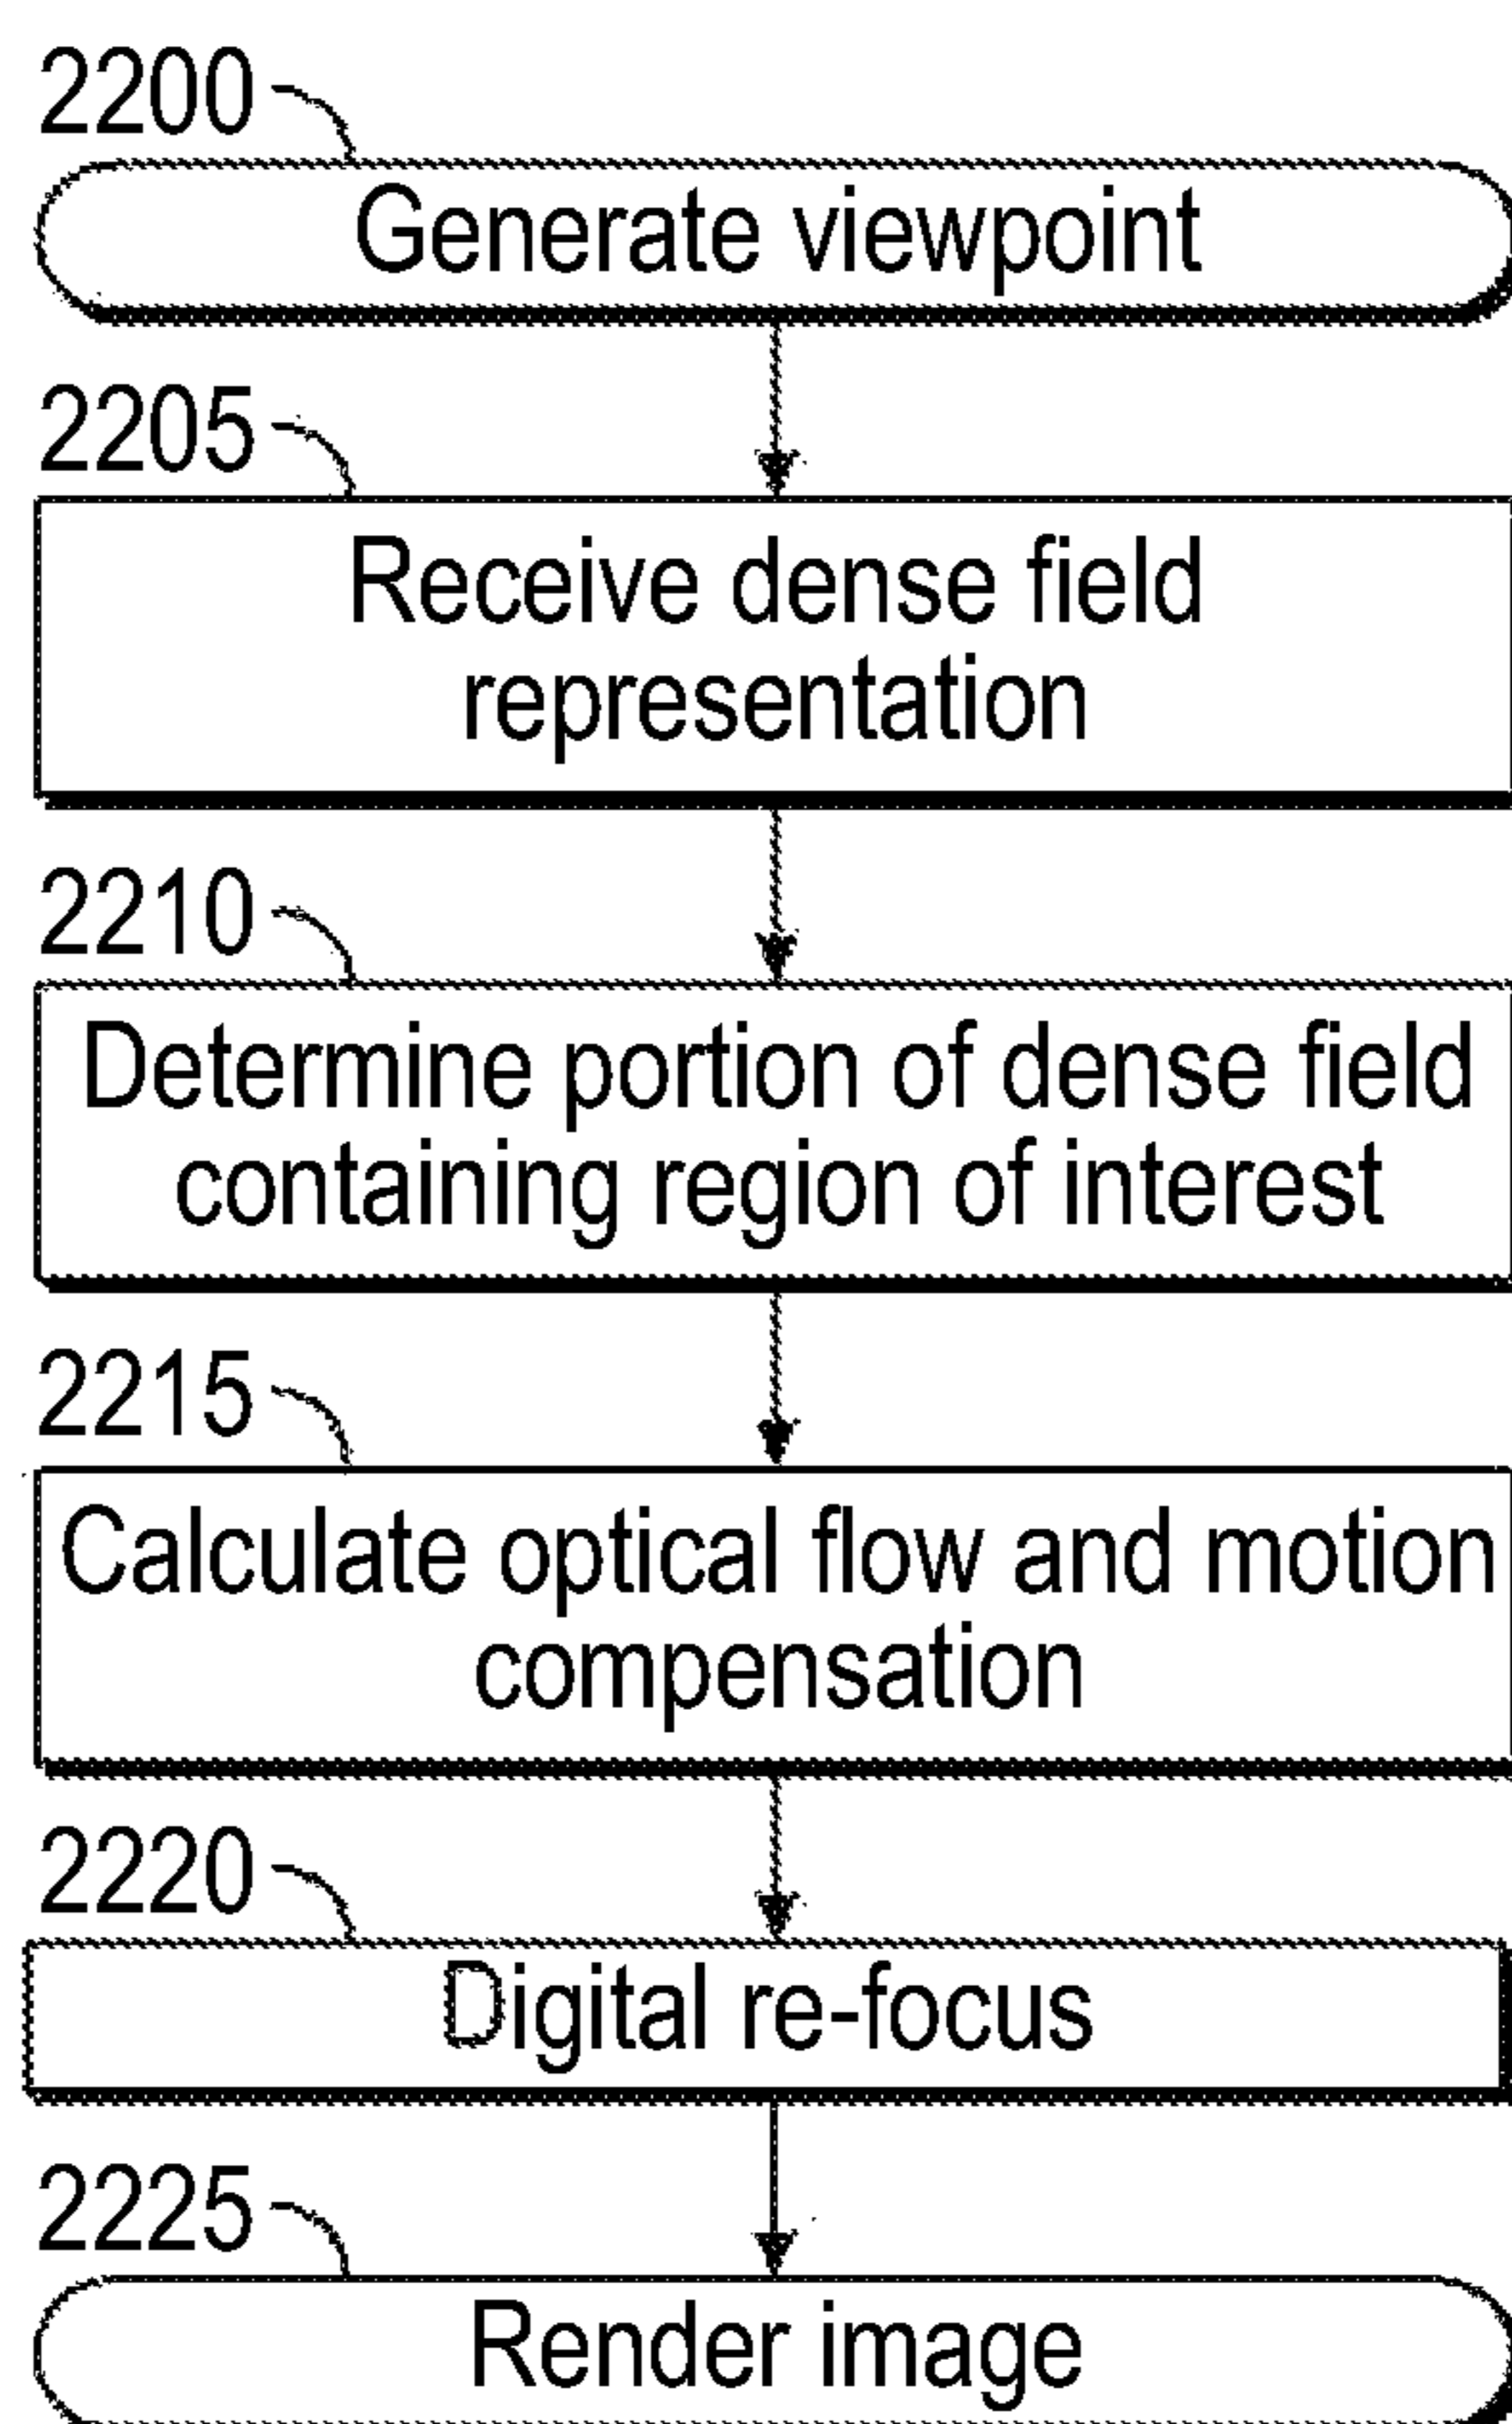 2200
Generate viewpoint
2205
Receive dense field
representation
2210
Determine portion of dense field
containing region of interest
2215
Calculate optical flow and motion
compensation
2220
Digital re-focus
2225
Render image